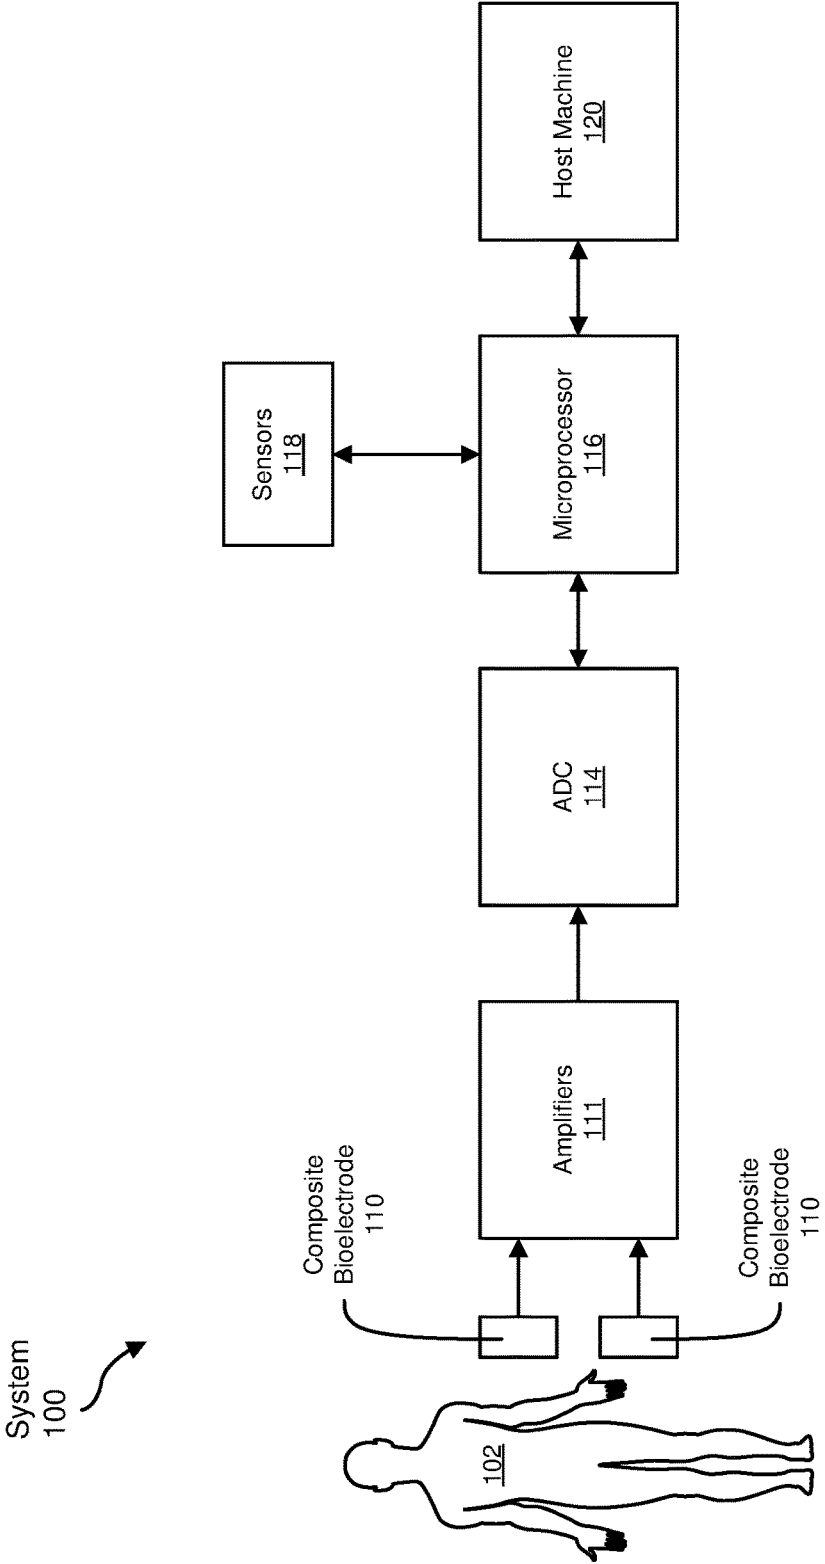 System
100
102
Composite
Bioelectrode
110
Composite
Bioelectrode
110
Amplifiers
111
ADC
114
Microprocessor
116
Sensors
118
Host Machine
120